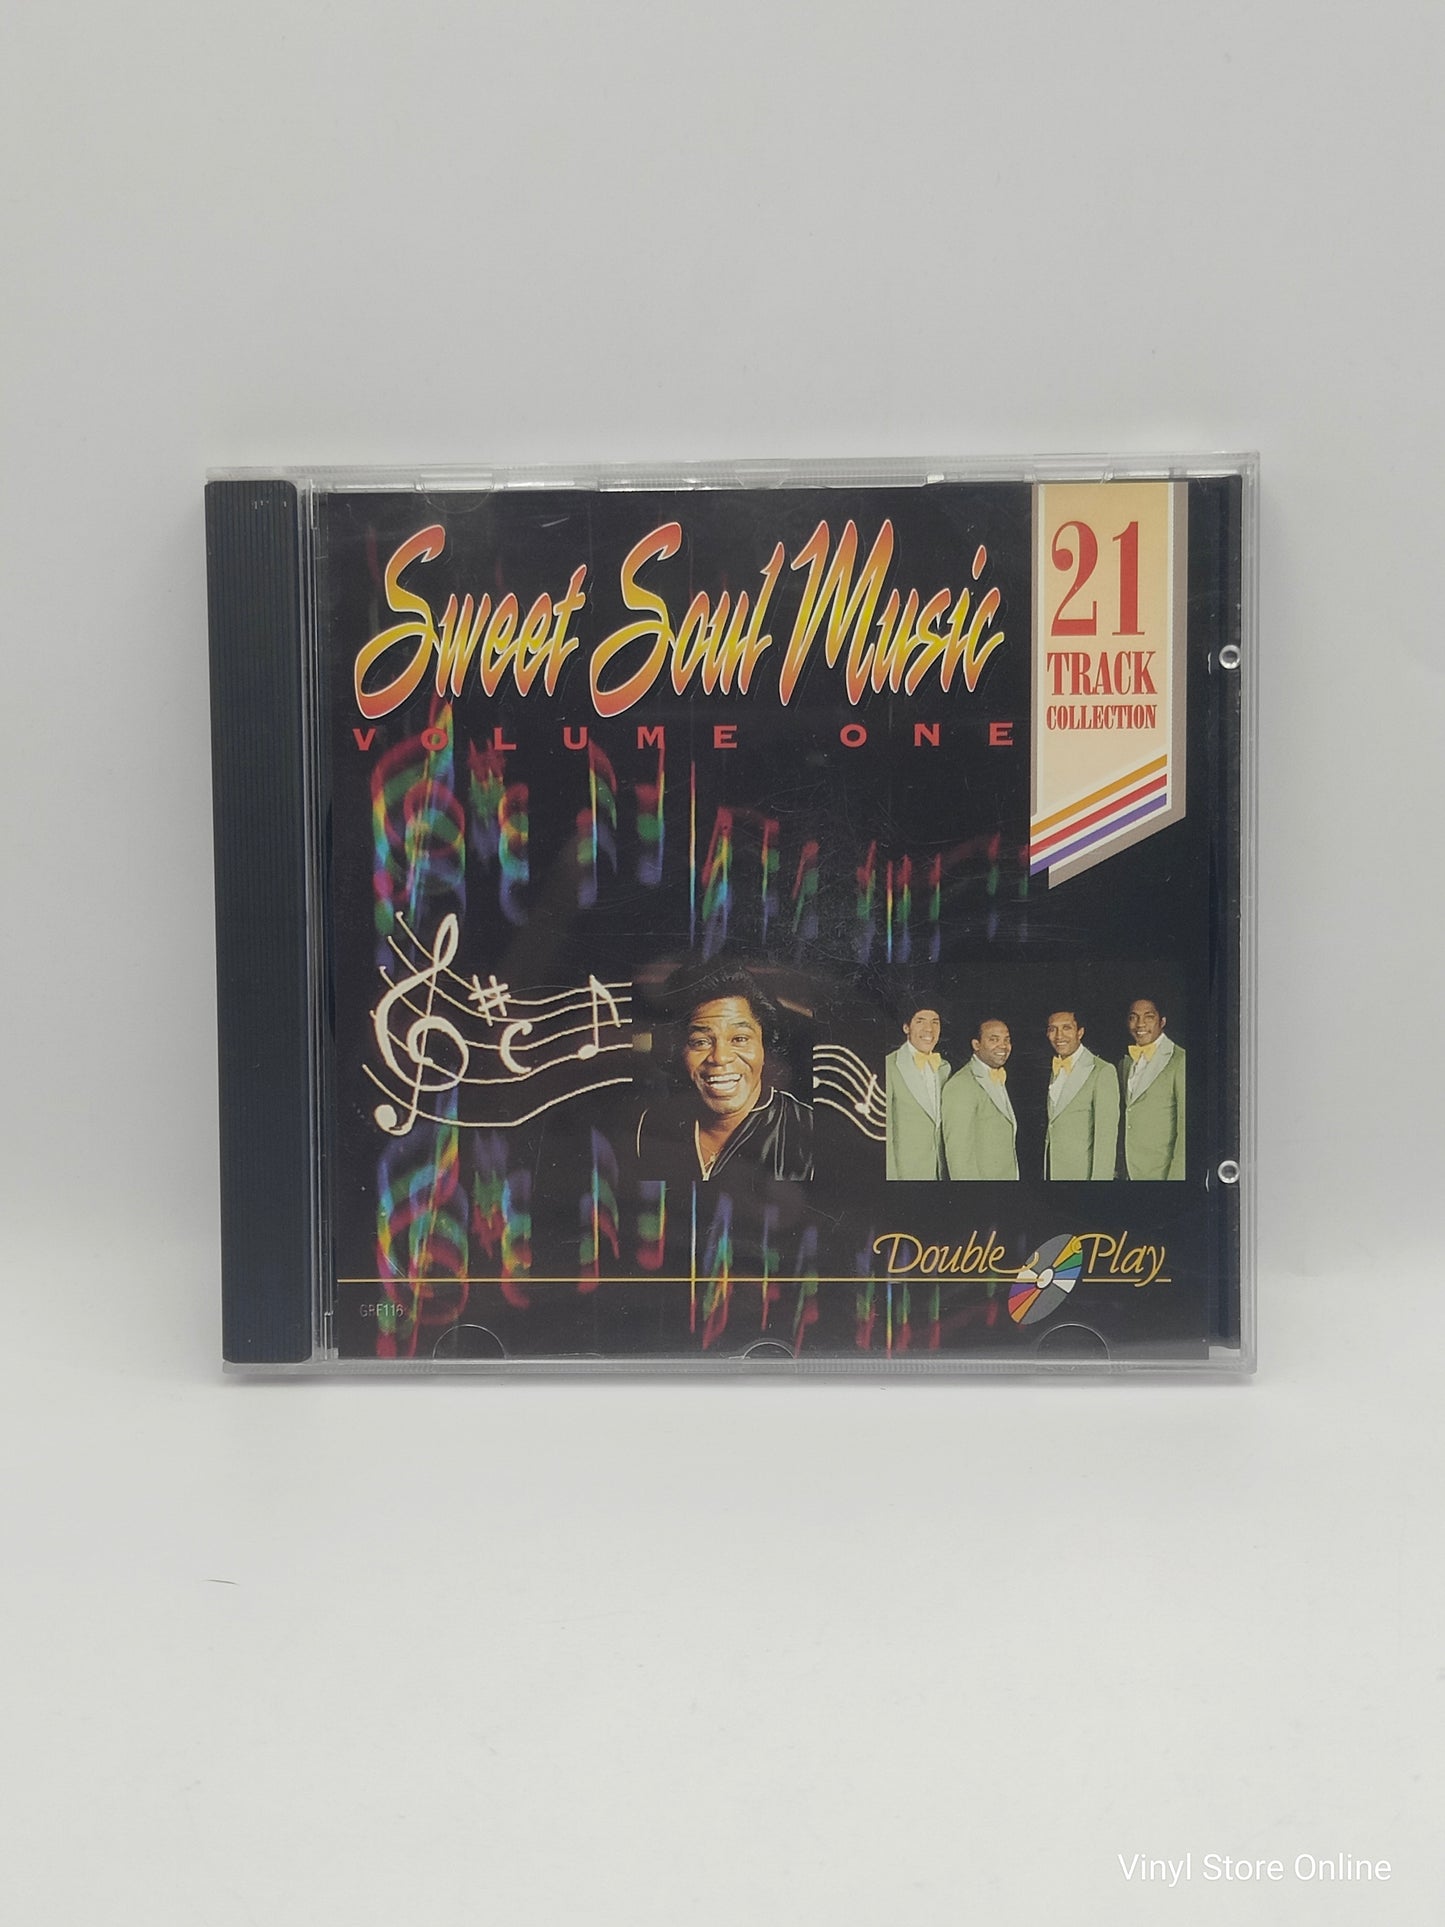 Sweet Soul Music
VOLUME ONE
21
TRACK
COLLECTION
Double Play
GRF116
Vinyl Store Online